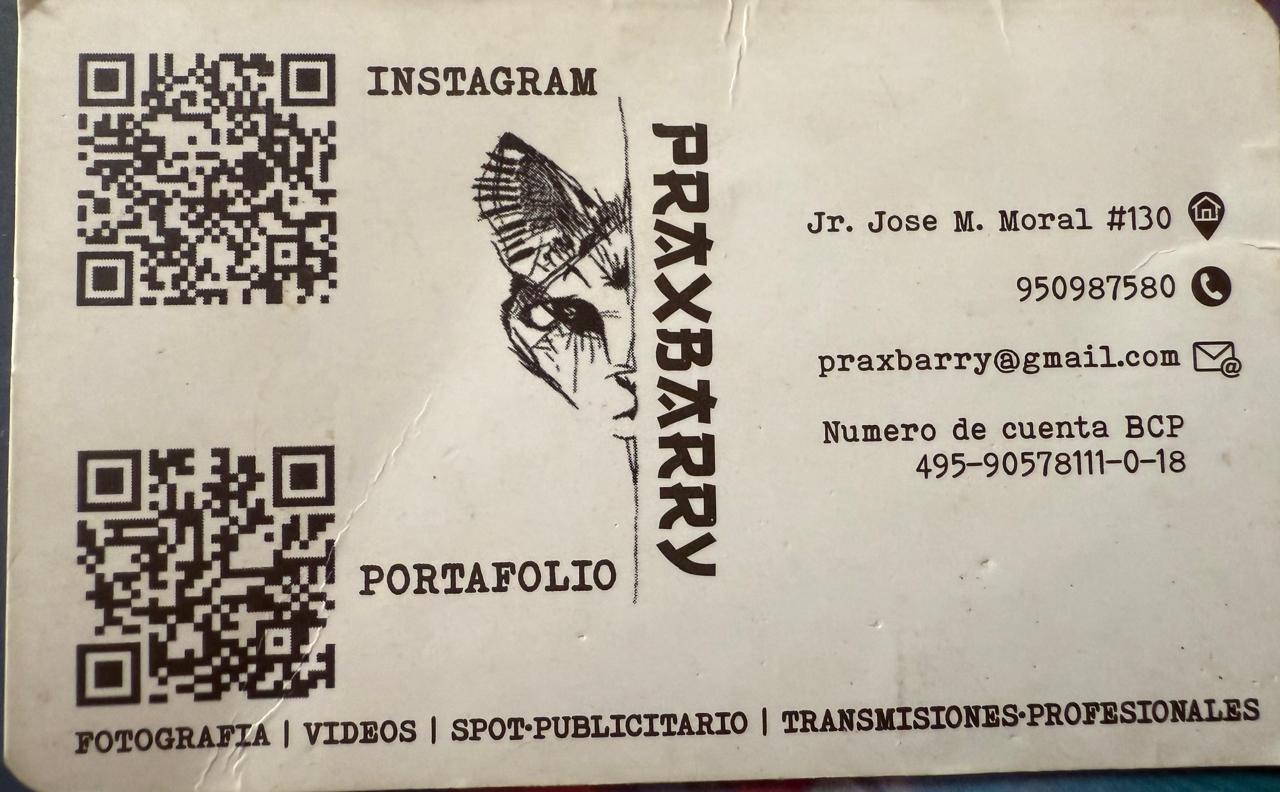 INSTAGRAM
PRAXBARRY
PORTAFOLIO
Jr. Jose M. Moral #130
950987580
praxbarry@gmail.com
Numero de cuenta BCP
495-90578111-0-18
FOTOGRAFIA | VIDEOS | SPOT·PUBLICITARIO | TRANSMISIONES·PROFESIONALES